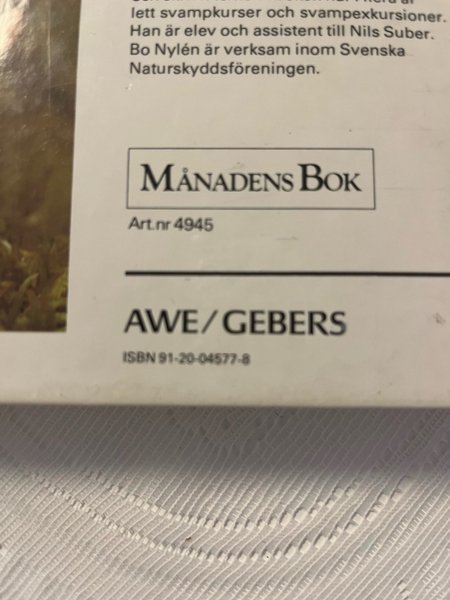 lett svampkurser och svampexkursioner.
Han är elev och assistent till Nils Suber.
Bo Nylén är verksam inom Svenska
Naturskyddsföreningen.
MÅNADENS BOK
Art.nr 4945
AWE/GEBERS
ISBN 91-20-04577-8